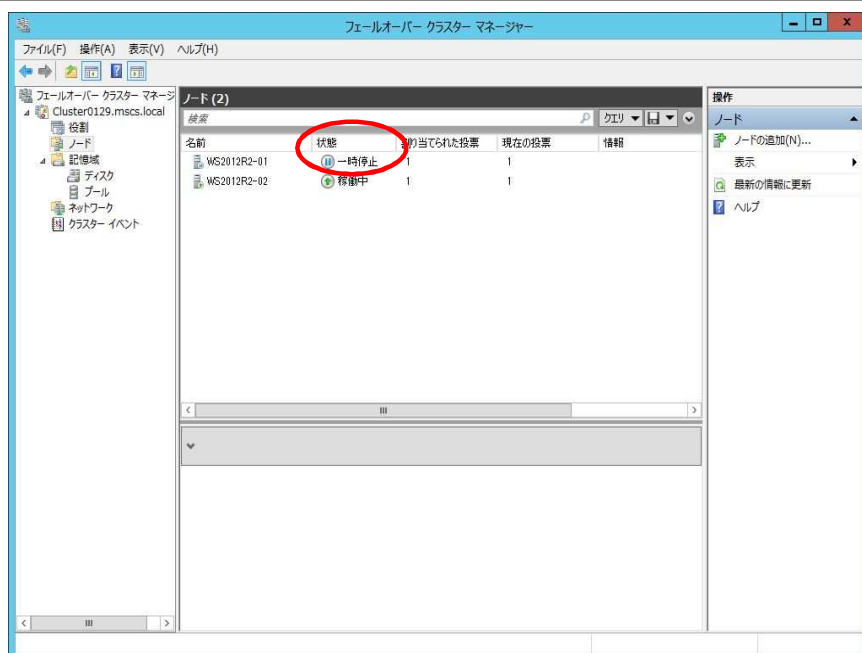 フェールオーバー クラスター マネージャー
ファイル(F) 操作(A) 表示(V) ヘルプ(H)
フェールオーバー クラスター マネージ
Cluster0129.mscs.local
役割
ノード
記憶域
ディスク
プール
ネットワーク
クラスター イベント
ノード (2)
検索
クエリ
名前 状態 割り当てられた投票 現在の投票 情報
WS2012R2-01 一時停止 1 1
WS2012R2-02 稼働中 1 1
操作
ノード
ノードの追加(N)...
表示
最新の情報に更新
ヘルプ